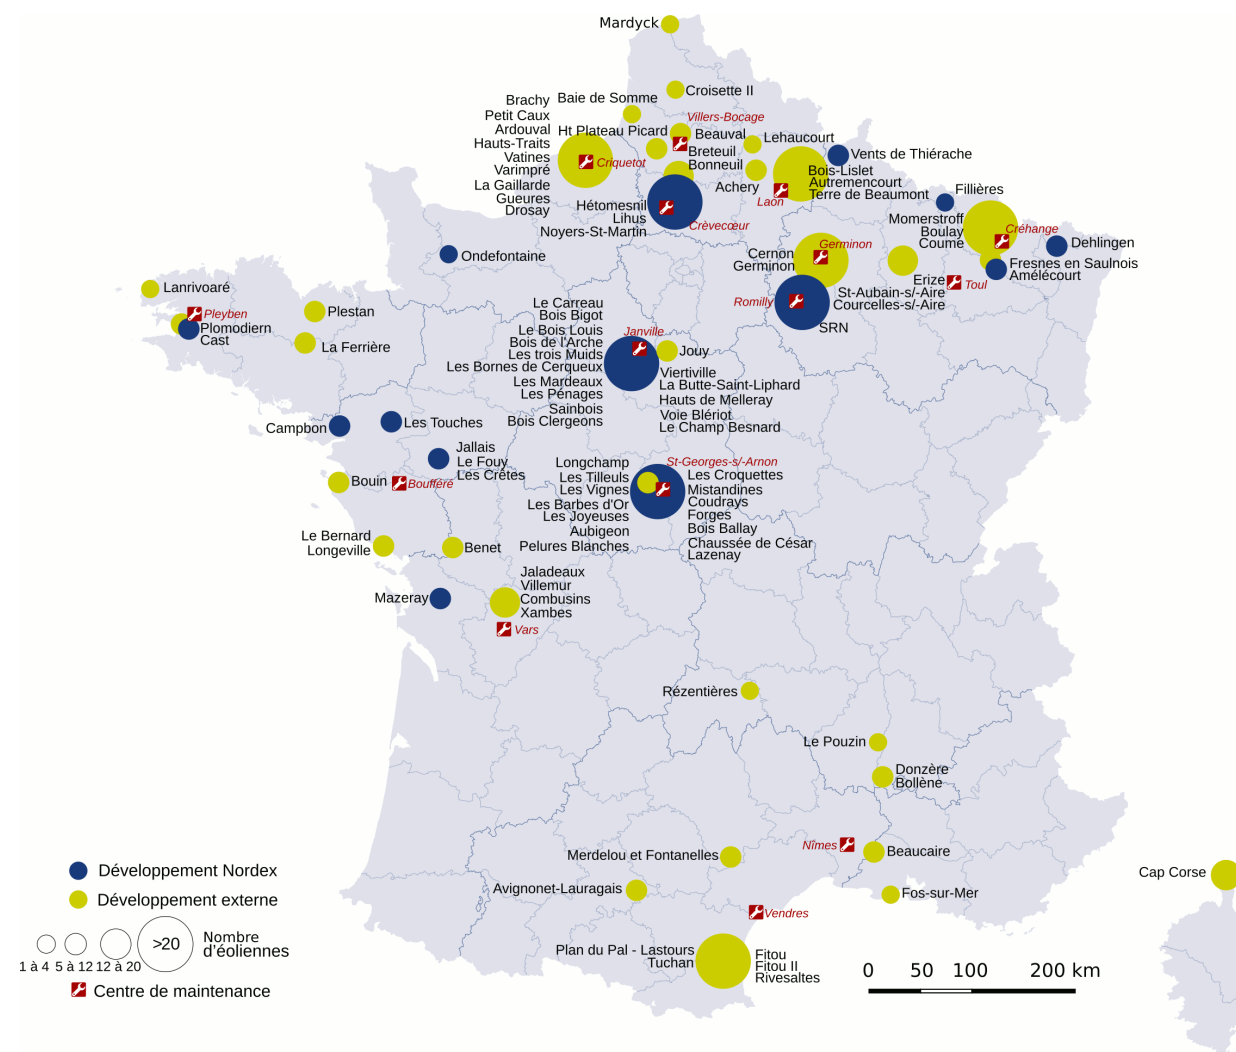 Mardyck
Croisette II
Brachy
Baie de Somme
Petit Caux
Villers-Bocage
Ardouval
Ht Plateau Picard
Beauval
Lehaucourt
Hauts-Traits
Breteuil
Vents de Thiérache
Vatines
Criquetot
Bonneuil
Varimpré
Bois-Lislet
La Gaillarde
Achery
Autremencourt
Fillières
Gueures
Laon
Terre de Beaumont
Drosay
Hétomesnil
Lihus
Noyers-St-Martin
Crèvecœur
Momerstroff
Boulay
Coume
Créhange
Dehlingen
Ondefontaine
Cernon
Germinon
Germinon
Fresnes en Saulnois
Amélécourt
Erize
St-Aubain-s/-Aire
Courcelles-s/-Aire
Toul
Lanrivoaré
Romilly
SRN
Pleyben
Plomodiern
Cast
Plestan
La Ferrière
Le Carreau
Bois Bigot
Le Bois Louis
Bois de l'Arche
Les trois Muids
Les Bornes de Cerqueux
Les Mardeaux
Les Pénages
Sainbois
Bois Clergeons
Janville
Jouy
Viertiville
La Butte-Saint-Liphard
Hauts de Melleray
Voie Blériot
Le Champ Besnard
Campbon
Les Touches
Jallais
Le Fouy
Les Crêtes
Bouin
Boufféré
Longchamp
Les Tilleuls
Les Vignes
Les Barbes d'Or
Les Joyeuses
Aubigeon
Pelures Blanches
St-Georges-s/-Arnon
Les Croquettes
Mistandines
Coudrays
Forges
Bois Ballay
Chaussée de César
Lazenay
Le Bernard
Longeville
Benet
Mazeray
Jaladeaux
Villemur
Combusins
Xambes
Vars
Rézentières
Le Pouzin
Donzère
Bollène
Nîmes
Beaucaire
Merdelou et Fontanelles
Avignonet-Lauragais
Fos-sur-Mer
Cap Corse
Vendres
Plan du Pal - Lastours
Tuchan
Fitou
Fitou II
Rivesaltes
Développement Nordex
Développement externe
>20
Nombre
d'éoliennes
1 à 4 5 à 12 12 à 20
Centre de maintenance
0 50 100 200 km